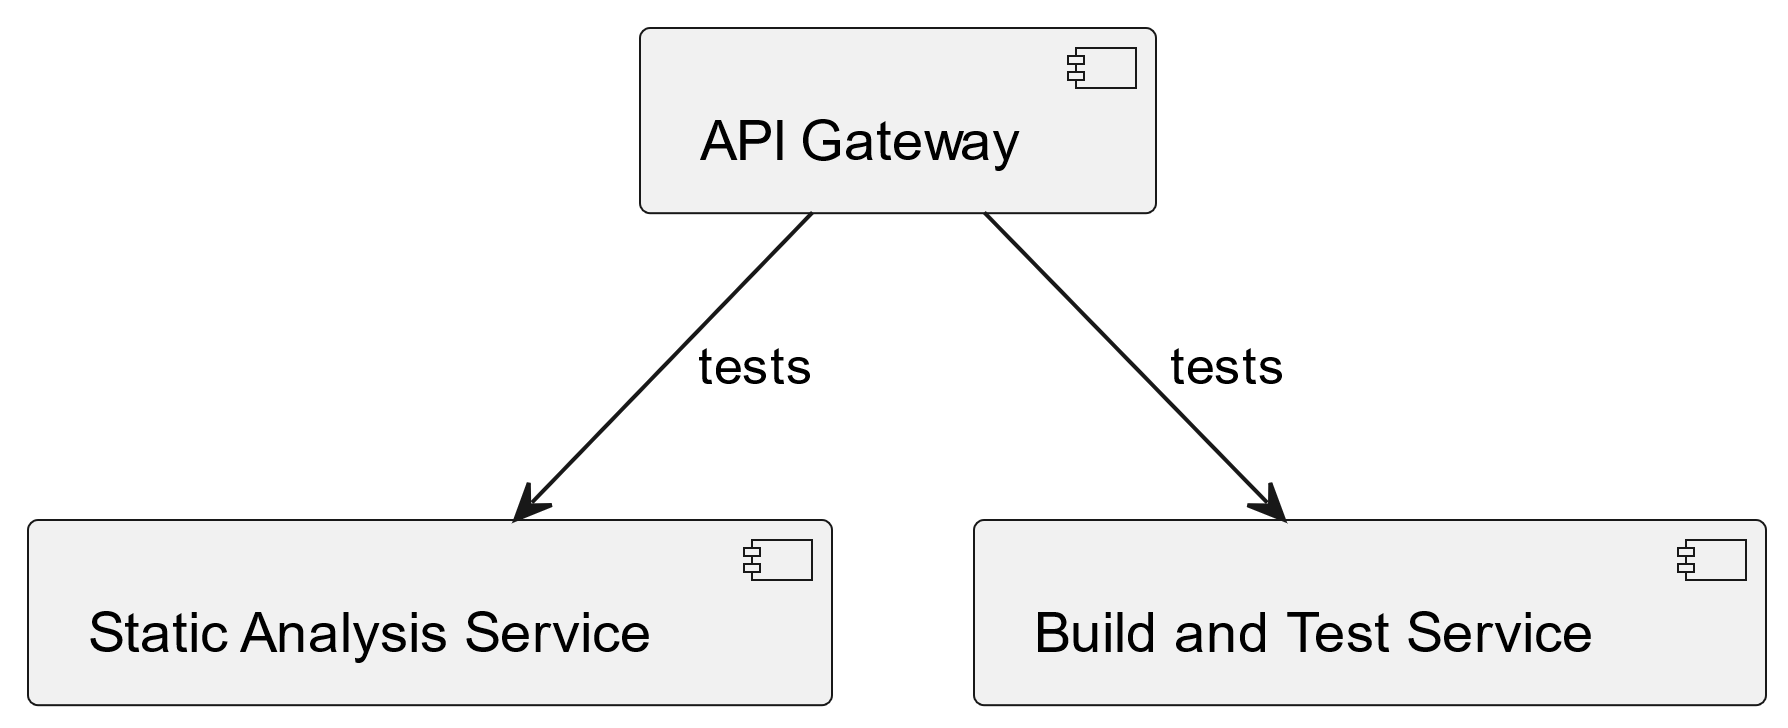 API Gateway
tests
tests
Static Analysis Service
Build and Test Service